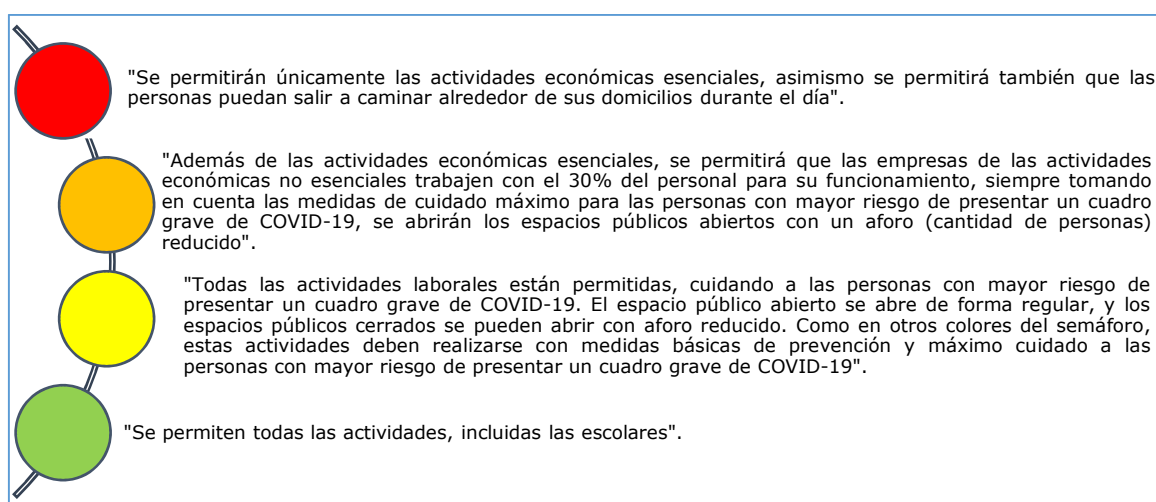 "Se permitirán únicamente las actividades económicas esenciales, asimismo se permitirá también que las
personas puedan salir a caminar alrededor de sus domicilios durante el día".
"Además de las actividades económicas esenciales, se permitirá que las empresas de las actividades
económicas no esenciales trabajen con el 30% del personal para su funcionamiento, siempre tomando
en cuenta las medidas de cuidado máximo para las personas con mayor riesgo de presentar un cuadro
grave de COVID-19, se abrirán los espacios públicos abiertos con un aforo (cantidad de personas)
reducido".
"Todas las actividades laborales están permitidas, cuidando a las personas con mayor riesgo de
presentar un cuadro grave de COVID-19. El espacio público abierto se abre de forma regular, y los
espacios públicos cerrados se pueden abrir con aforo reducido. Como en otros colores del semáforo,
estas actividades deben realizarse con medidas básicas de prevención y máximo cuidado a las
personas con mayor riesgo de presentar un cuadro grave de COVID-19".
"Se permiten todas las actividades, incluidas las escolares".